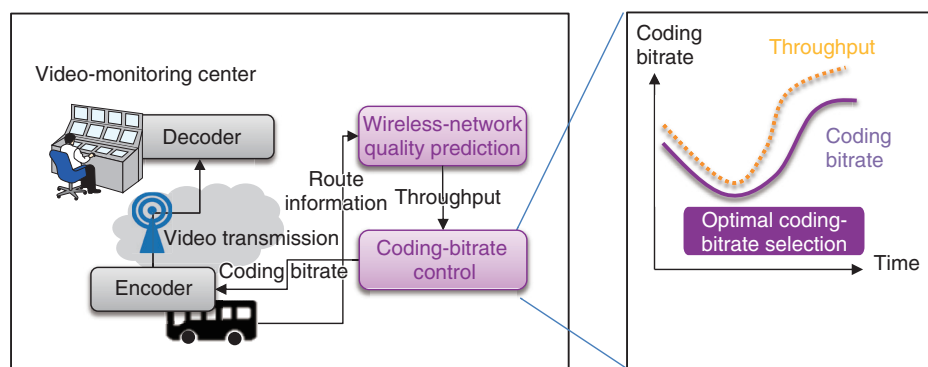 Video-monitoring center
Decoder
Wireless-network
quality prediction
Route
information
Throughput
Video transmission
Coding bitrate
Coding-bitrate
control
Encoder
Coding
bitrate
Throughput
Coding
bitrate
Optimal coding-
bitrate selection
Time